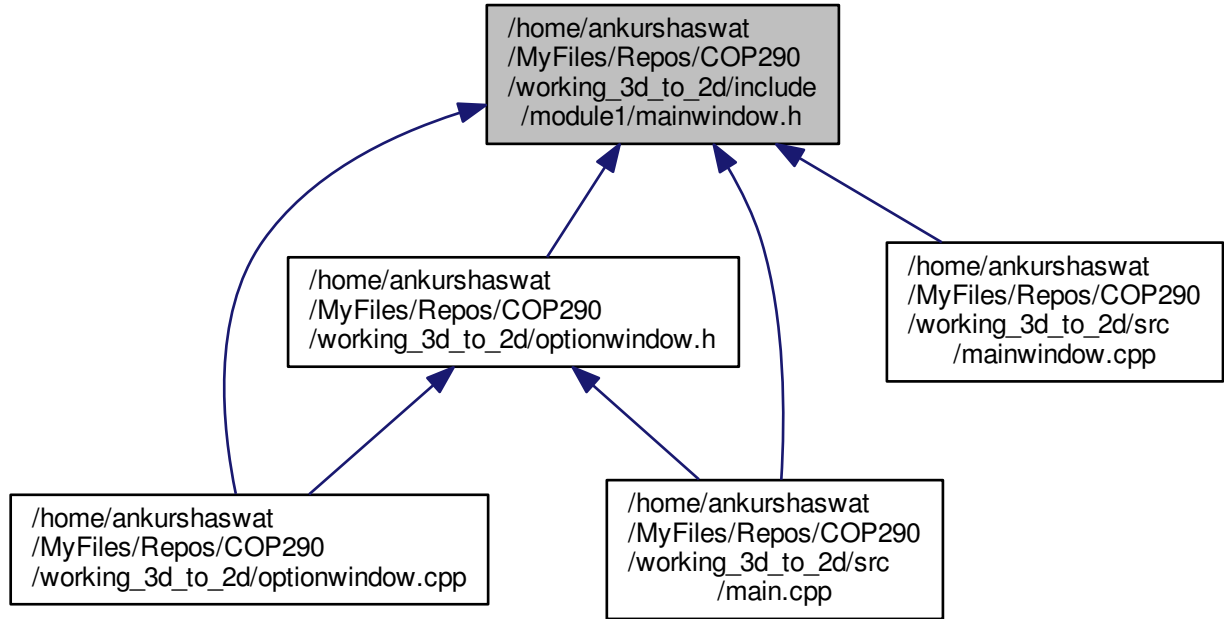 /home/ankurshaswat
/MyFiles/Repos/COP290
/working_3d_to_2d/include
/module1/mainwindow.h
/home/ankurshaswat
/MyFiles/Repos/COP290
/working_3d_to_2d/optionwindow.h
/home/ankurshaswat
/MyFiles/Repos/COP290
/working_3d_to_2d/src
/mainwindow.cpp
/home/ankurshaswat
/MyFiles/Repos/COP290
/working_3d_to_2d/optionwindow.cpp
/home/ankurshaswat
/MyFiles/Repos/COP290
/working_3d_to_2d/src
/main.cpp